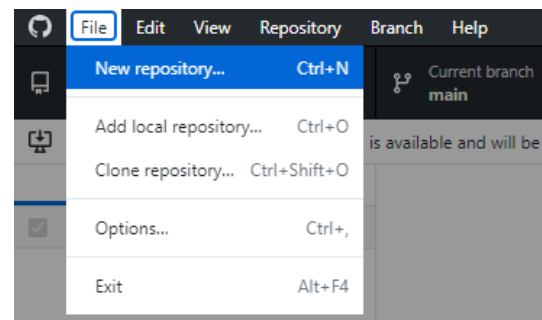 File Edit View Repository Branch Help
New repository... Ctrl+N
Current branch
main
Add local repository... Ctrl+O
is available and will be
Clone repository... Ctrl+Shift+O
Options... Ctrl+,
Exit Alt+F4